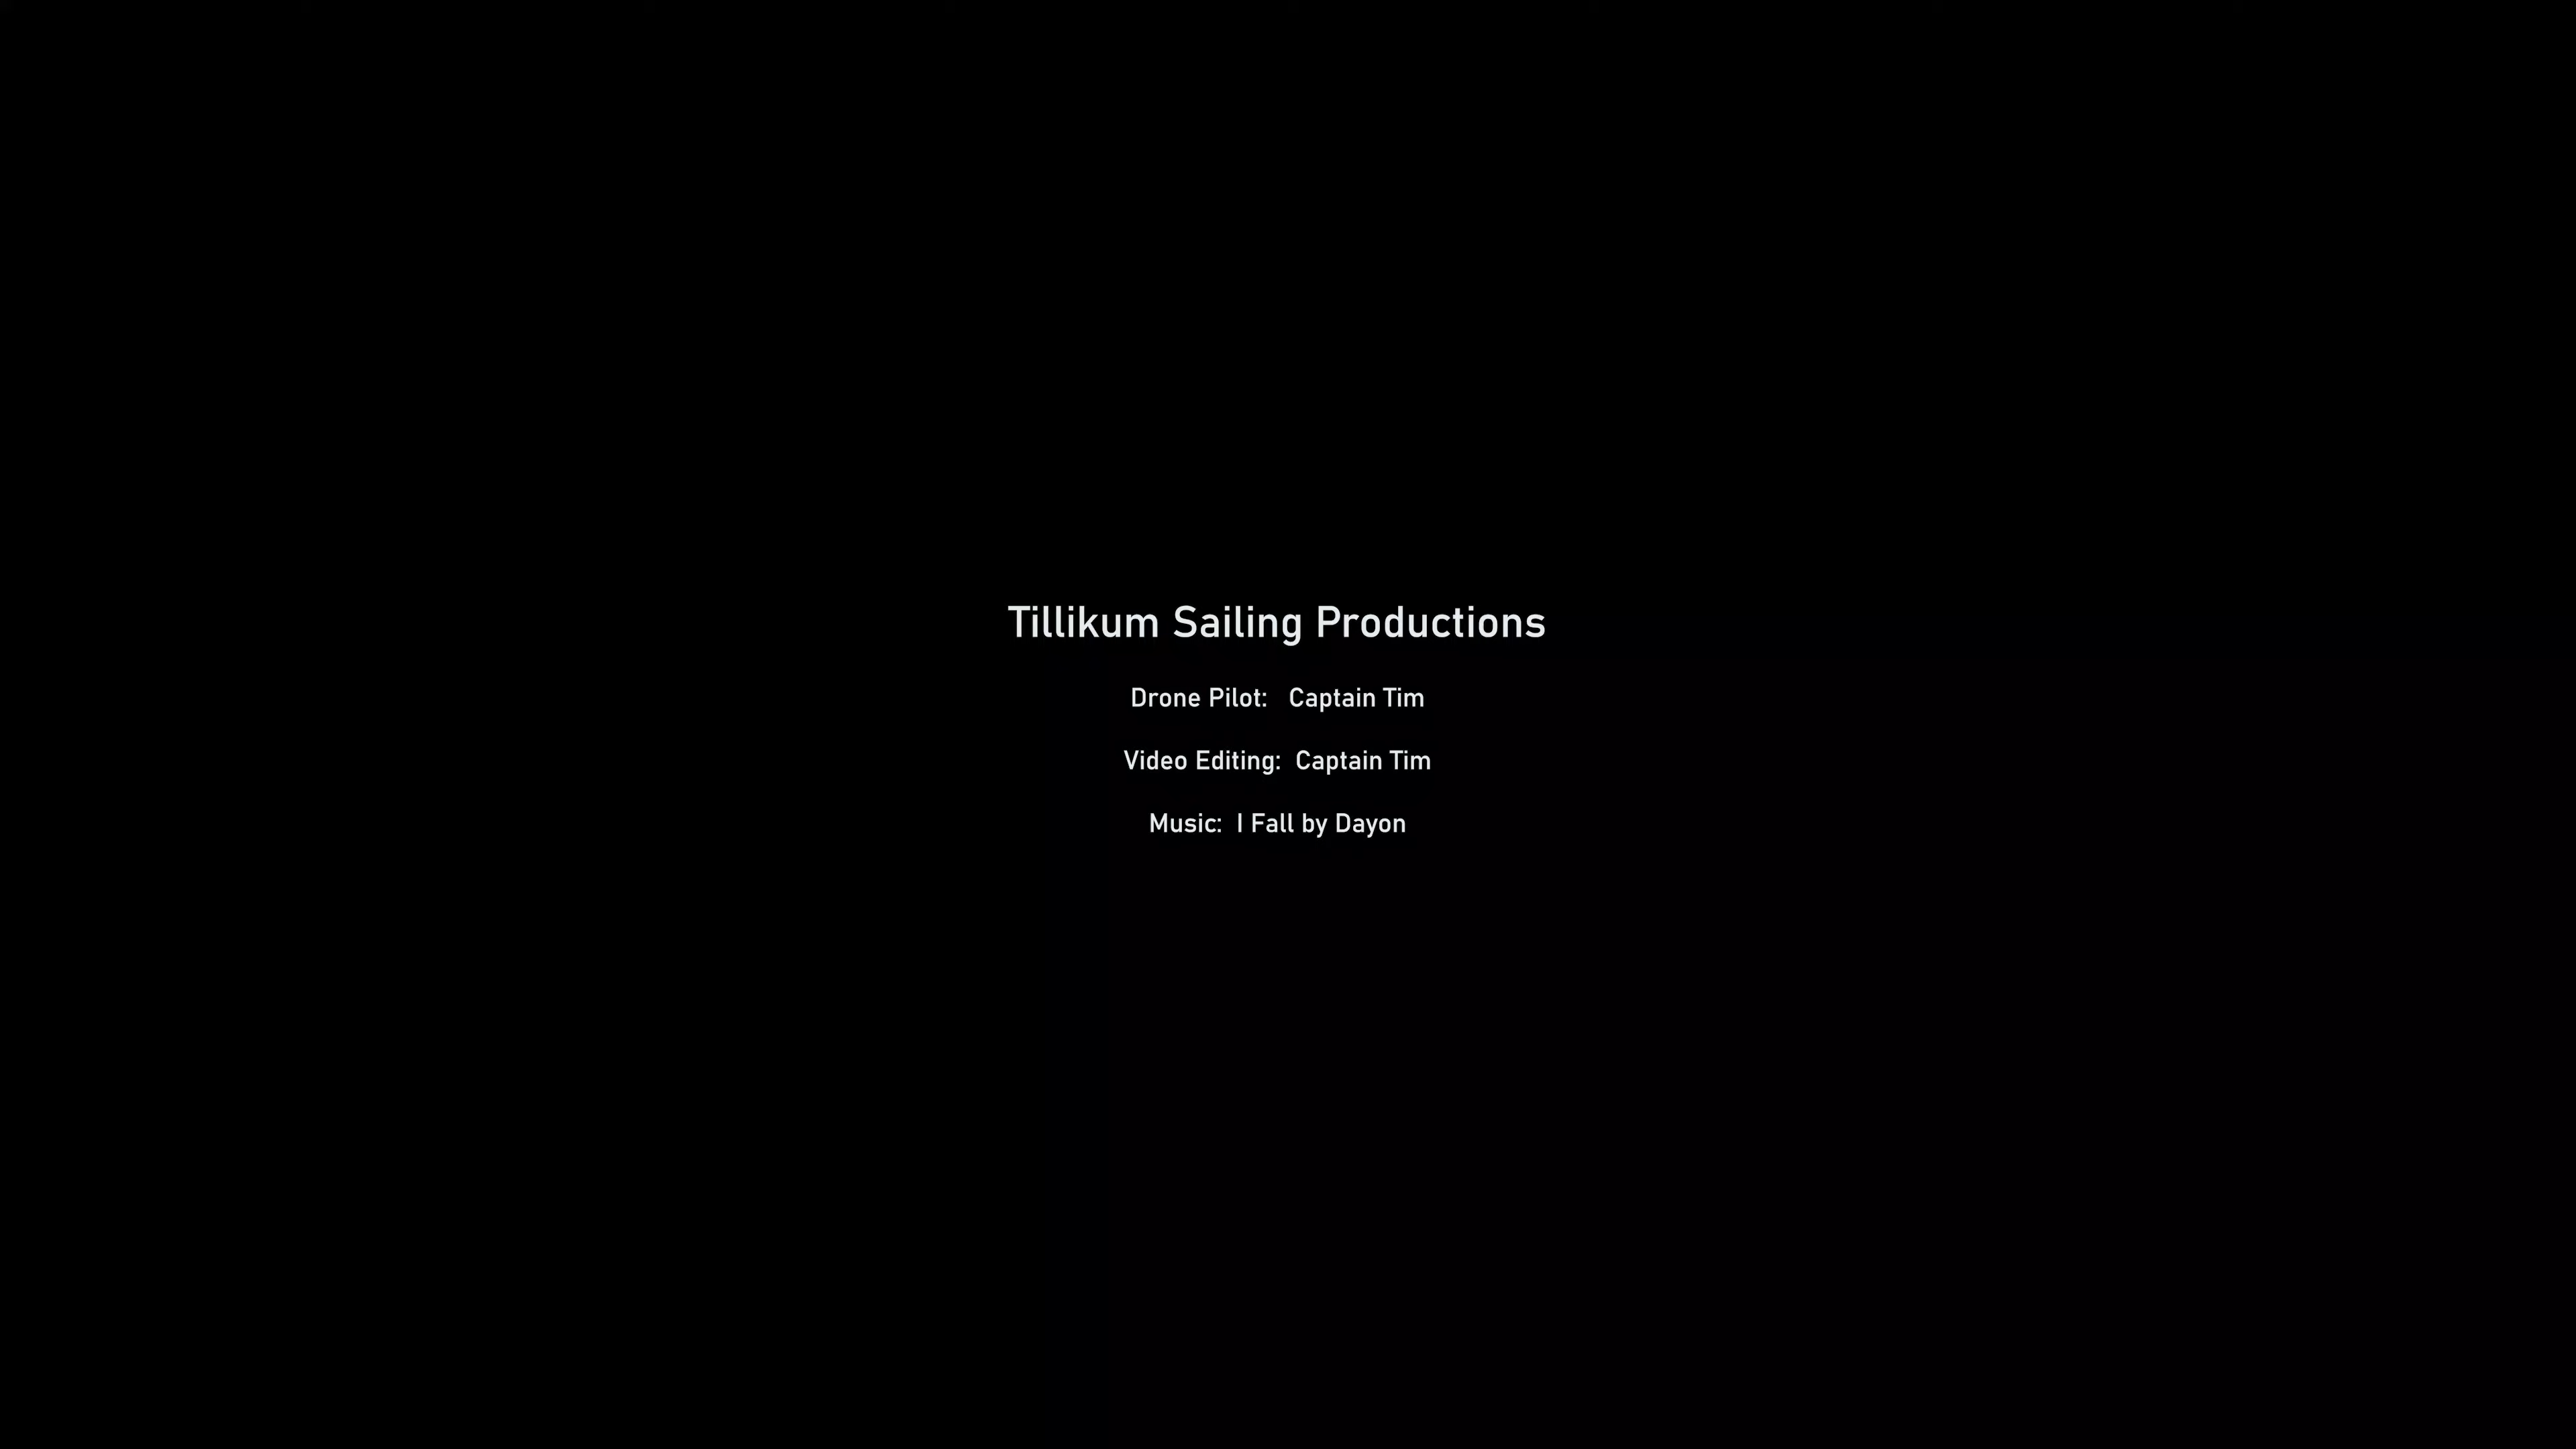 Tillikum Sailing Productions
Drone Pilot: Captain Tim
Video Editing: Captain Tim
Music: I Fall by Dayon